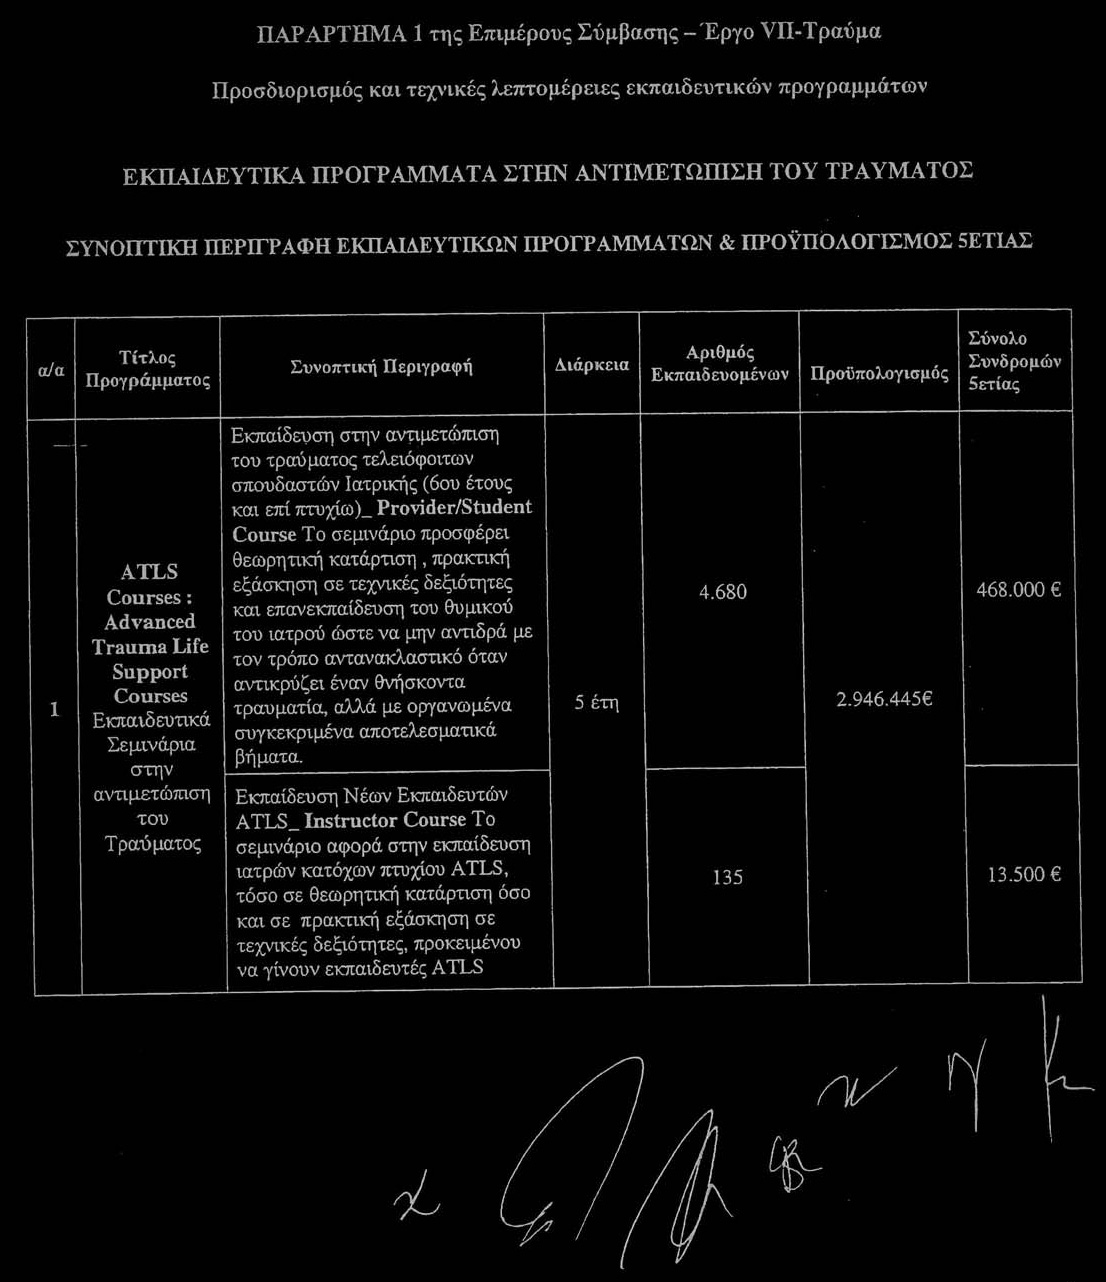 ΠΑΡΑΡΤΗΜΑ 1 της Επιμέρους Σύμβασης – Έργο VII-Τραύμα
Προσδιορισμός και τεχνικές λεπτομέρειες εκπαιδευτικών προγραμμάτων
ΕΚΠΑΙΔΕΥΤΙΚΑ ΠΡΟΓΡΑΜΜΑΤΑ ΣΤΗΝ ΑΝΤΙΜΕΤΩΠΙΣΗ ΤΟΥ ΤΡΑΥΜΑΤΟΣ
ΣΥΝΟΠΤΙΚΗ ΠΕΡΙΓΡΑΦΗ ΕΚΠΑΙΔΕΥΤΙΚΩΝ ΠΡΟΓΡΑΜΜΑΤΩΝ & ΠΡΟΫΠΟΛΟΓΙΣΜΟΣ 5ΕΤΙΑΣ
α/α
Τίτλος
Προγράμματος
Συνοπτική Περιγραφή
Διάρκεια
Αριθμός
Εκπαιδευομένων
Προϋπολογισμός
Σύνολο
Συνδρομών
5ετίας
1
ATLS
Courses :
Advanced
Trauma Life
Support
Courses
Εκπαιδευτικά
Σεμινάρια
στην
αντιμετώπιση
του
Τραύματος
Εκπαίδευση στην αντιμετώπιση
του τραύματος τελειόφοιτων
σπουδαστών Ιατρικής (6ου έτους
και επί πτυχίω)_ Provider/Student
Course Το σεμινάριο προσφέρει
θεωρητική κατάρτιση , πρακτική
εξάσκηση σε τεχνικές δεξιότητες
και επανεκπαίδευση του θυμικού
του ιατρού ώστε να μην αντιδρά με
τον τρόπο αντανακλαστικό όταν
αντικρύζει έναν θνήσκοντα
τραυματία, αλλά με οργανωμένα
συγκεκριμένα αποτελεσματικά
βήματα.
5 έτη
4.680
2.946.445€
468.000 €
Εκπαίδευση Νέων Εκπαιδευτών
ATLS_ Instructor Course Το
σεμινάριο αφορά στην εκπαίδευση
ιατρών κατόχων πτυχίου ATLS,
τόσο σε θεωρητική κατάρτιση όσο
και σε πρακτική εξάσκηση σε
τεχνικές δεξιότητες, προκειμένου
να γίνουν εκπαιδευτές ATLS
135
13.500 €